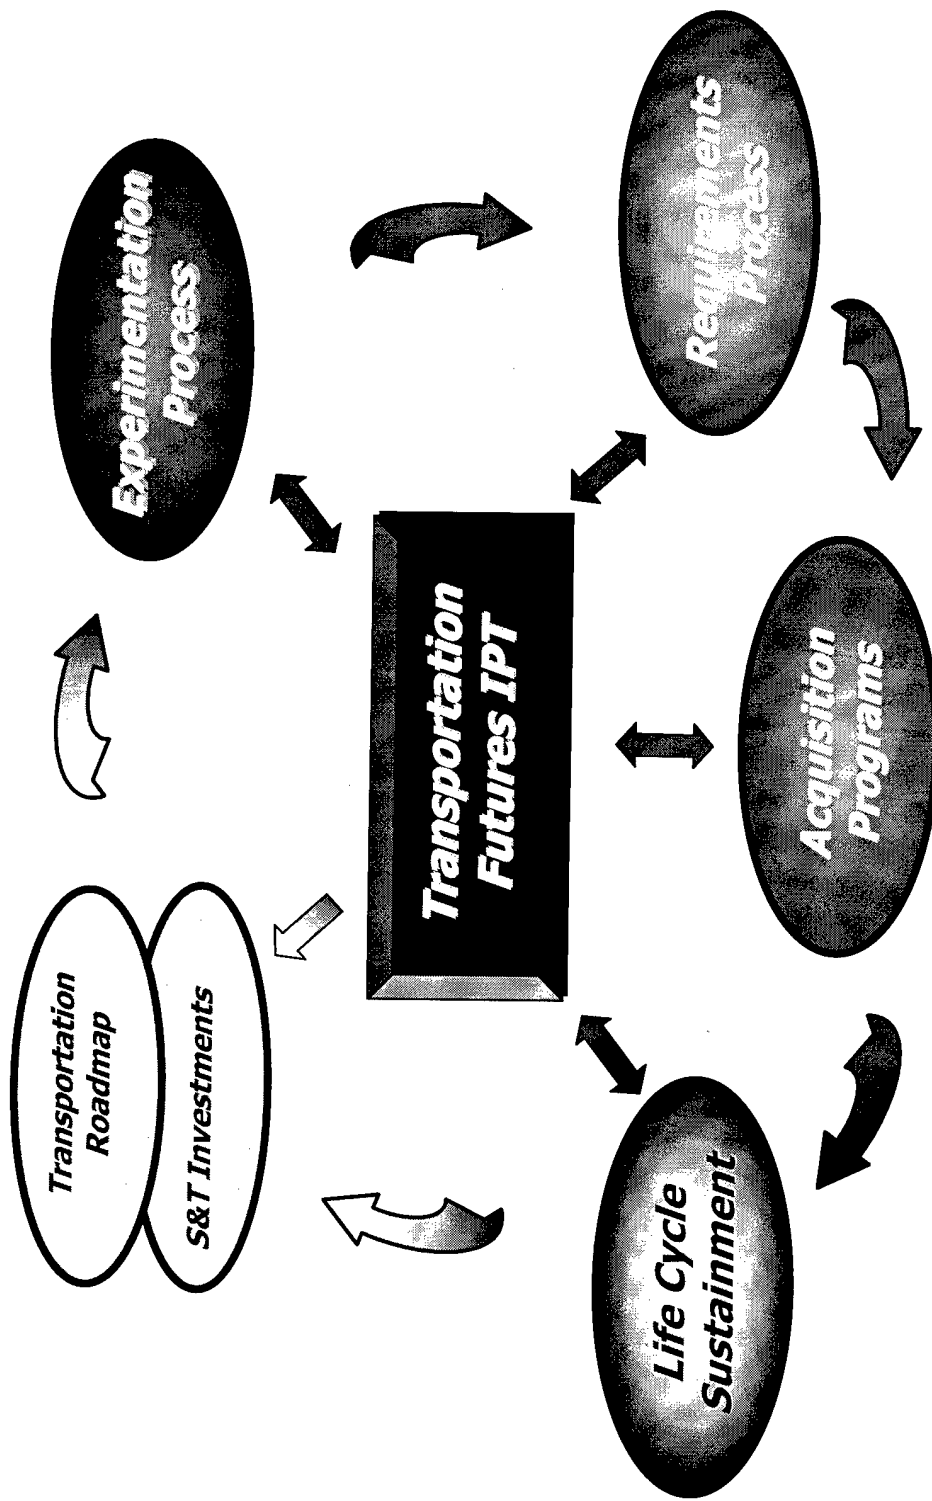 Transportation
Roadmap
S&T Investments
Experimentation
Process
Transportation
Futures IPT
Life Cycle
Sustainment
Requirements
Process
Acquisition
Programs